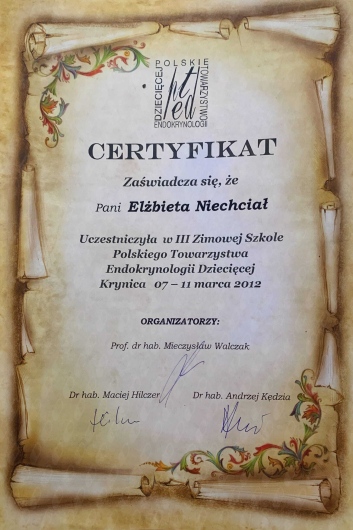 POLSKIE
TOWARZYSTWO
ENDOKRYNOLOGII
DZIECIĘCEJ
CERTYFIKAT
Zaświadcza się, że
Pani Elżbieta Niechciał
Uczestniczyła w III Zimowej Szkole
Polskiego Towarzystwa
Endokrynologii Dziecięcej
Krynica 07 – 11 marca 2012
ORGANIZATORZY:
Prof. dr hab. Mieczysław Walczak
Dr hab. Maciej Hilczer Dr hab. Andrzej Kędzia